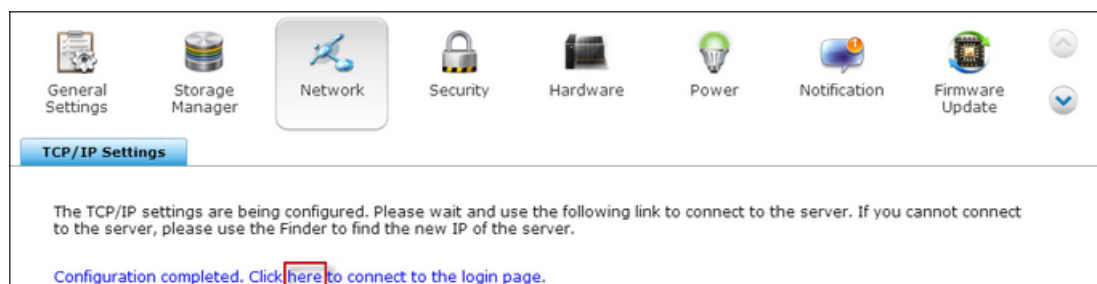 General
Settings
Storage
Manager
Network
Security
Hardware
Power
Notification
Firmware
Update
TCP/IP Settings
The TCP/IP settings are being configured. Please wait and use the following link to connect to the server. If you cannot connect
to the server, please use the Finder to find the new IP of the server.
Configuration completed. Click here to connect to the login page.